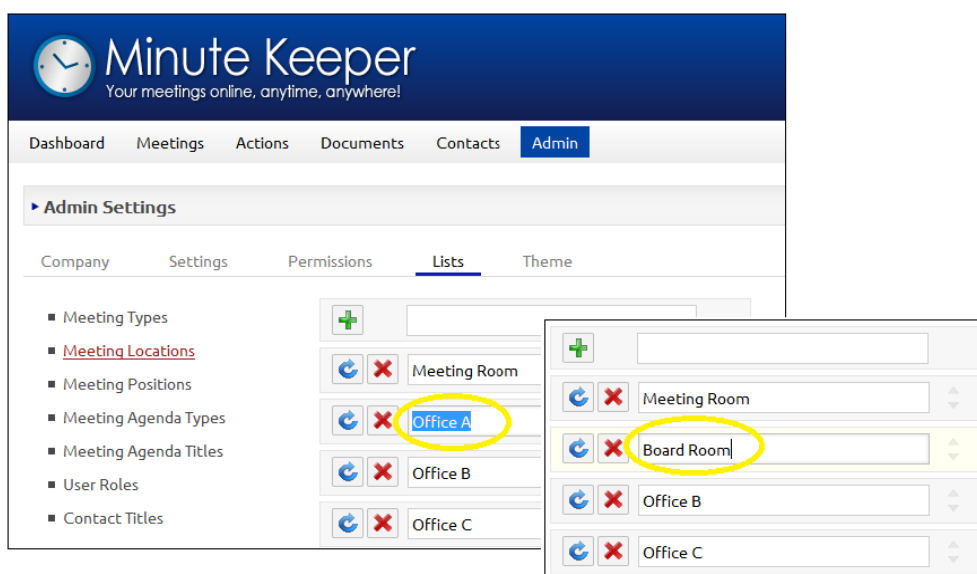 Minute Keeper
Your meetings online, anytime, anywhere!
Dashboard Meetings Actions Documents Contacts Admin
Admin Settings
Company Settings Permissions Lists Theme
Meeting Types
Meeting Locations
Meeting Positions
Meeting Agenda Types
Meeting Agenda Titles
User Roles
Contact Titles
Meeting Room
Office A
Office B
Office C
Meeting Room
Board Room
Office B
Office C